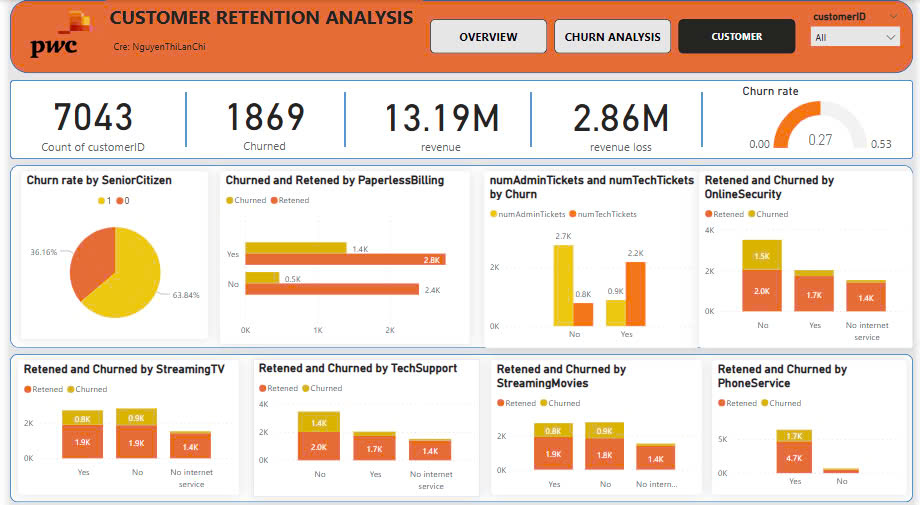 pwc
CUSTOMER RETENTION ANALYSIS
Cre: NguyenThiLanChi
OVERVIEW
CHURN ANALYSIS
CUSTOMER
customerID
All
7043
Count of customerID
1869
Churned
13.19M
revenue
2.86M
revenue loss
Churn rate
0.00
0.27
0.53
Churn rate by SeniorCitizen
1 0
36.16%
63.84%
Churned and Retened by PaperlessBilling
Churned Retened
Yes
1.4K
2.8K
No
0.5K
2.4K
0K 1K 2K
numAdminTickets and numTechTickets
by Churn
numAdminTickets numTechTickets
2K
0K
2.7K
0.8K
0.9K
2.2K
No Yes
Retened and Churned by
OnlineSecurity
Retened Churned
4K
2K
0K
1.5K
2.0K
1.7K
1.4K
No Yes No internet
service
Retened and Churned by StreamingTV
Retened Churned
2K
0K
0.8K
1.9K
0.9K
1.9K
1.4K
Yes No No internet
service
Retened and Churned by TechSupport
Retened Churned
4K
2K
0K
1.4K
2.0K
1.7K
1.4K
No Yes No internet
service
Retened and Churned by
StreamingMovies
Retened Churned
2K
0K
0.8K
1.9K
0.9K
1.8K
1.4K
Yes No No intern...
Retened and Churned by
PhoneService
Retened Churned
5K
0K
1.7K
4.7K
Yes No